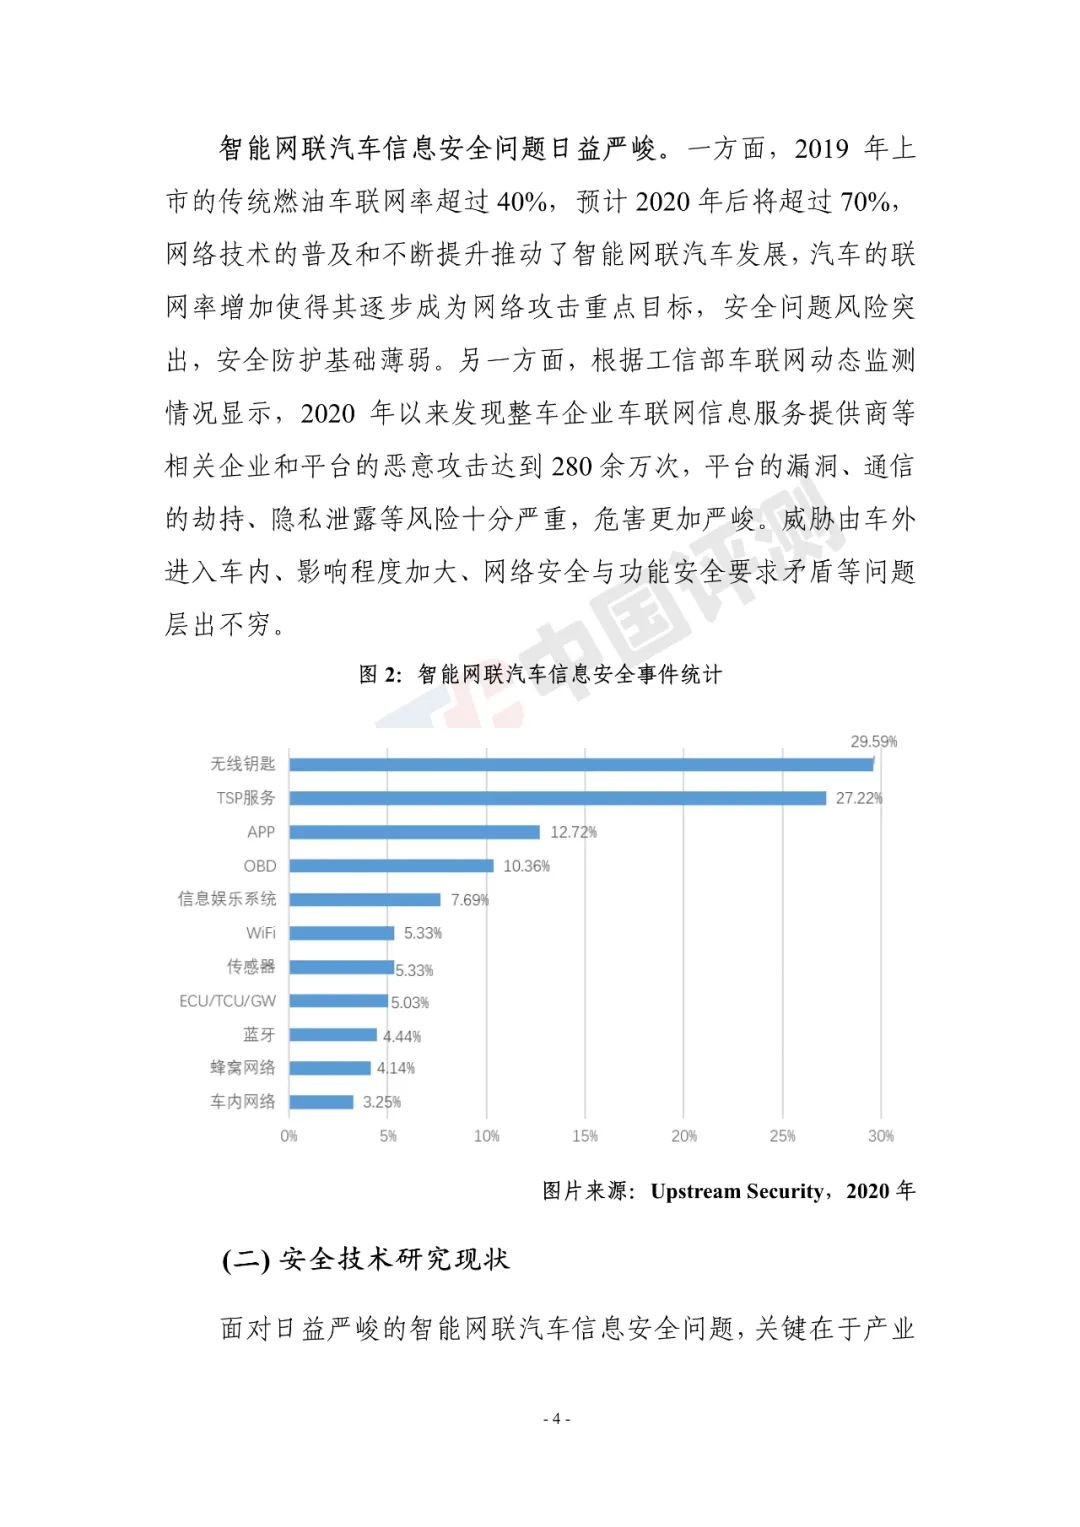 智能网联汽车信息安全问题日益严峻。一方面，2019 年上
市的传统燃油车联网率超过 40%，预计 2020 年后将超过 70%，
网络技术的普及和不断提升推动了智能网联汽车发展，汽车的联
网率增加使得其逐步成为网络攻击重点目标，安全问题风险突
出，安全防护基础薄弱。另一方面，根据工信部车联网动态监测
情况显示，2020 年以来发现整车企业车联网信息服务提供商等
相关企业和平台的恶意攻击达到 280 余万次，平台的漏洞、通信
的劫持、隐私泄露等风险十分严重，危害更加严峻。威胁由车外
进入车内、影响程度加大、网络安全与功能安全要求矛盾等问题
层出不穷。
中国评测
图 2：智能网联汽车信息安全事件统计
无线钥匙 29.59%
TSP服务 27.22%
APP 12.72%
OBD 10.36%
信息娱乐系统 7.69%
WiFi 5.33%
传感器 5.33%
ECU/TCU/GW 5.03%
蓝牙 4.44%
蜂窝网络 4.14%
车内网络 3.25%
0% 5% 10% 15% 20% 25% 30%
图片来源：Upstream Security，2020 年
(二) 安全技术研究现状
面对日益严峻的智能网联汽车信息安全问题，关键在于产业
- 4 -